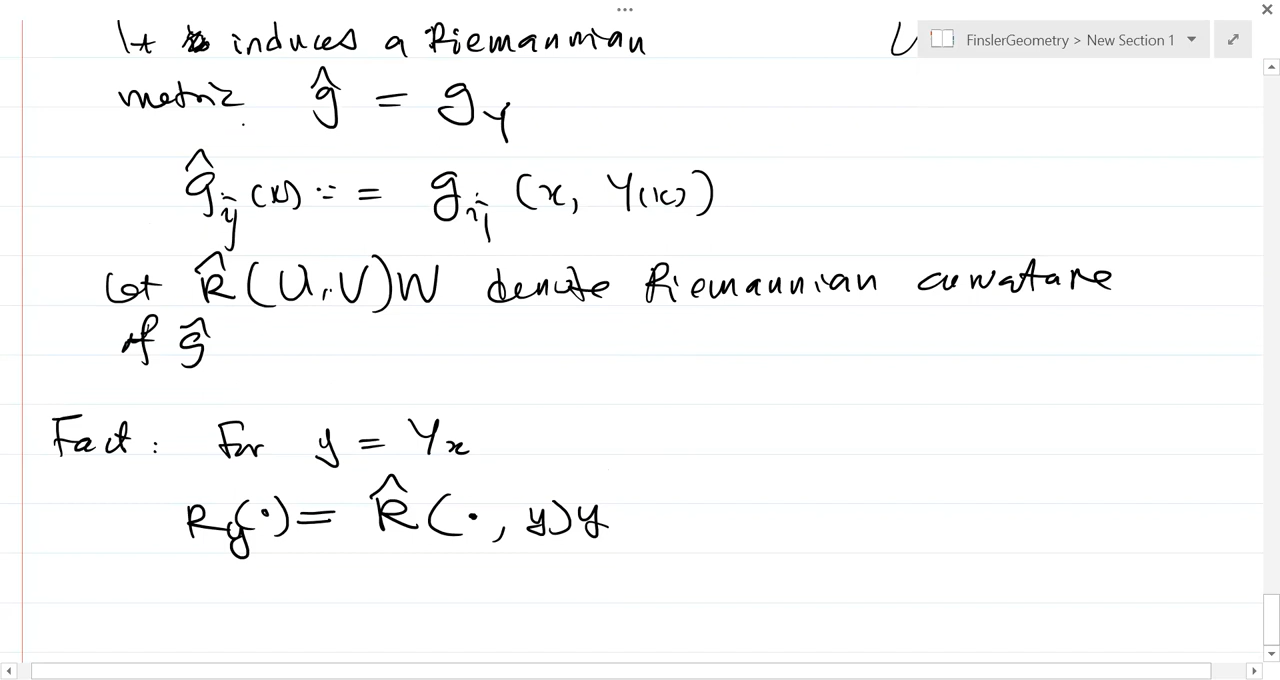 It induces a Riemannian
FinslerGeometry > New Section 1
metric. ĝ = g_Y
ĝ_ij(x) := g_ij(x, Y(x))
Let R̂(U, V)W denote Riemannian curvature
of ĝ
Fact: For y = Y_x
R_y(·) = R̂(·, y)y